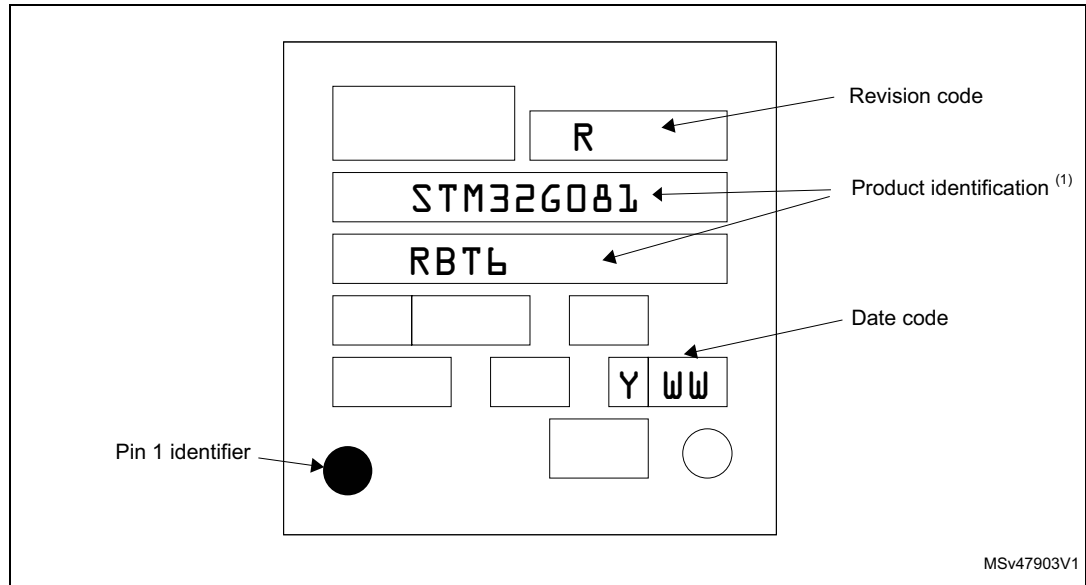 R
Revision code
STM32G081
Product identification (1)
RBT6
Date code
Y WW
Pin 1 identifier
MSv47903V1